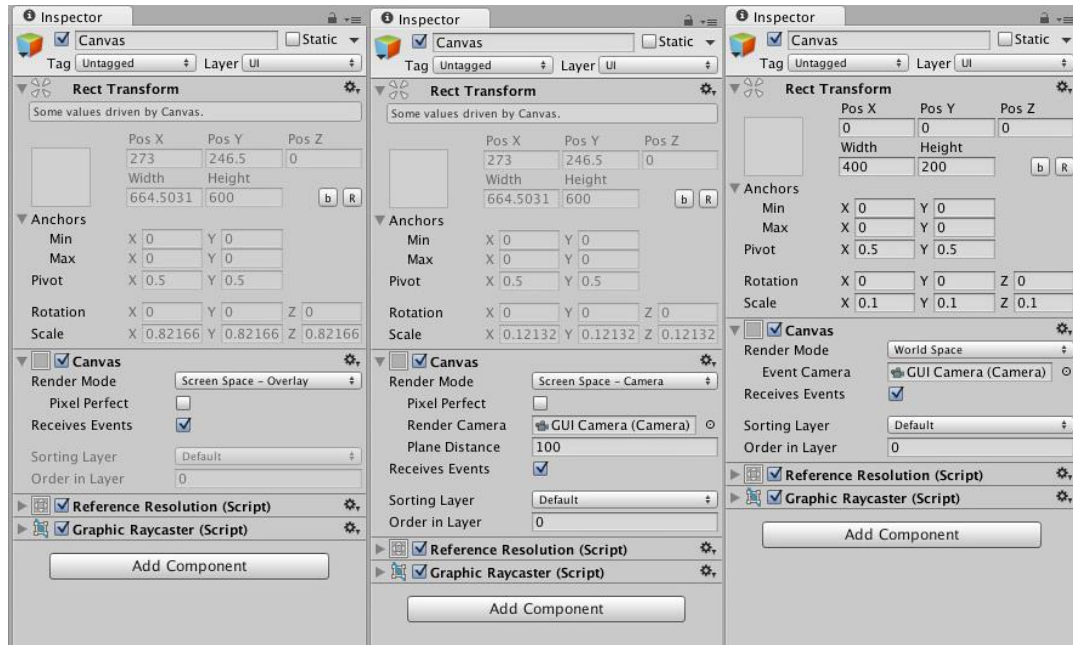 Inspector
Canvas Static
Tag Untagged Layer UI
Rect Transform
Some values driven by Canvas.
Pos X Pos Y Pos Z
273 246.5 0
Width Height
664.5031 600 b R
Anchors
Min X 0 Y 0
Max X 0 Y 0
Pivot X 0.5 Y 0.5
Rotation X 0 Y 0 Z 0
Scale X 0.82166 Y 0.82166 Z 0.82166
Canvas
Render Mode Screen Space - Overlay
Pixel Perfect
Receives Events
Sorting Layer Default
Order in Layer 0
Reference Resolution (Script)
Graphic Raycaster (Script)
Add Component
Inspector
Canvas Static
Tag Untagged Layer UI
Rect Transform
Some values driven by Canvas.
Pos X Pos Y Pos Z
273 246.5 0
Width Height
664.5031 600 b R
Anchors
Min X 0 Y 0
Max X 0 Y 0
Pivot X 0.5 Y 0.5
Rotation X 0 Y 0 Z 0
Scale X 0.12132 Y 0.12132 Z 0.12132
Canvas
Render Mode Screen Space - Camera
Pixel Perfect
Render Camera GUI Camera (Camera)
Plane Distance 100
Receives Events
Sorting Layer Default
Order in Layer 0
Reference Resolution (Script)
Graphic Raycaster (Script)
Add Component
Inspector
Canvas Static
Tag Untagged Layer UI
Rect Transform
Pos X Pos Y Pos Z
0 0 0
Width Height
400 200 b R
Anchors
Min X 0 Y 0
Max X 0 Y 0
Pivot X 0.5 Y 0.5
Rotation X 0 Y 0 Z 0
Scale X 0.1 Y 0.1 Z 0.1
Canvas
Render Mode World Space
Event Camera GUI Camera (Camera)
Receives Events
Sorting Layer Default
Order in Layer 0
Reference Resolution (Script)
Graphic Raycaster (Script)
Add Component